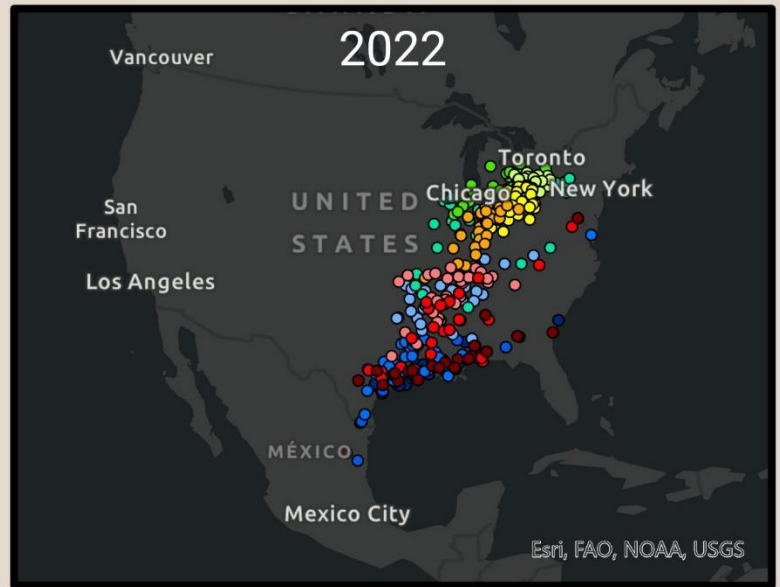 2022
Vancouver
Toronto
UNITED
STATES
Chicago
New York
San
Francisco
Los Angeles
MÉXICO
Mexico City
Esri, FAO, NOAA, USGS